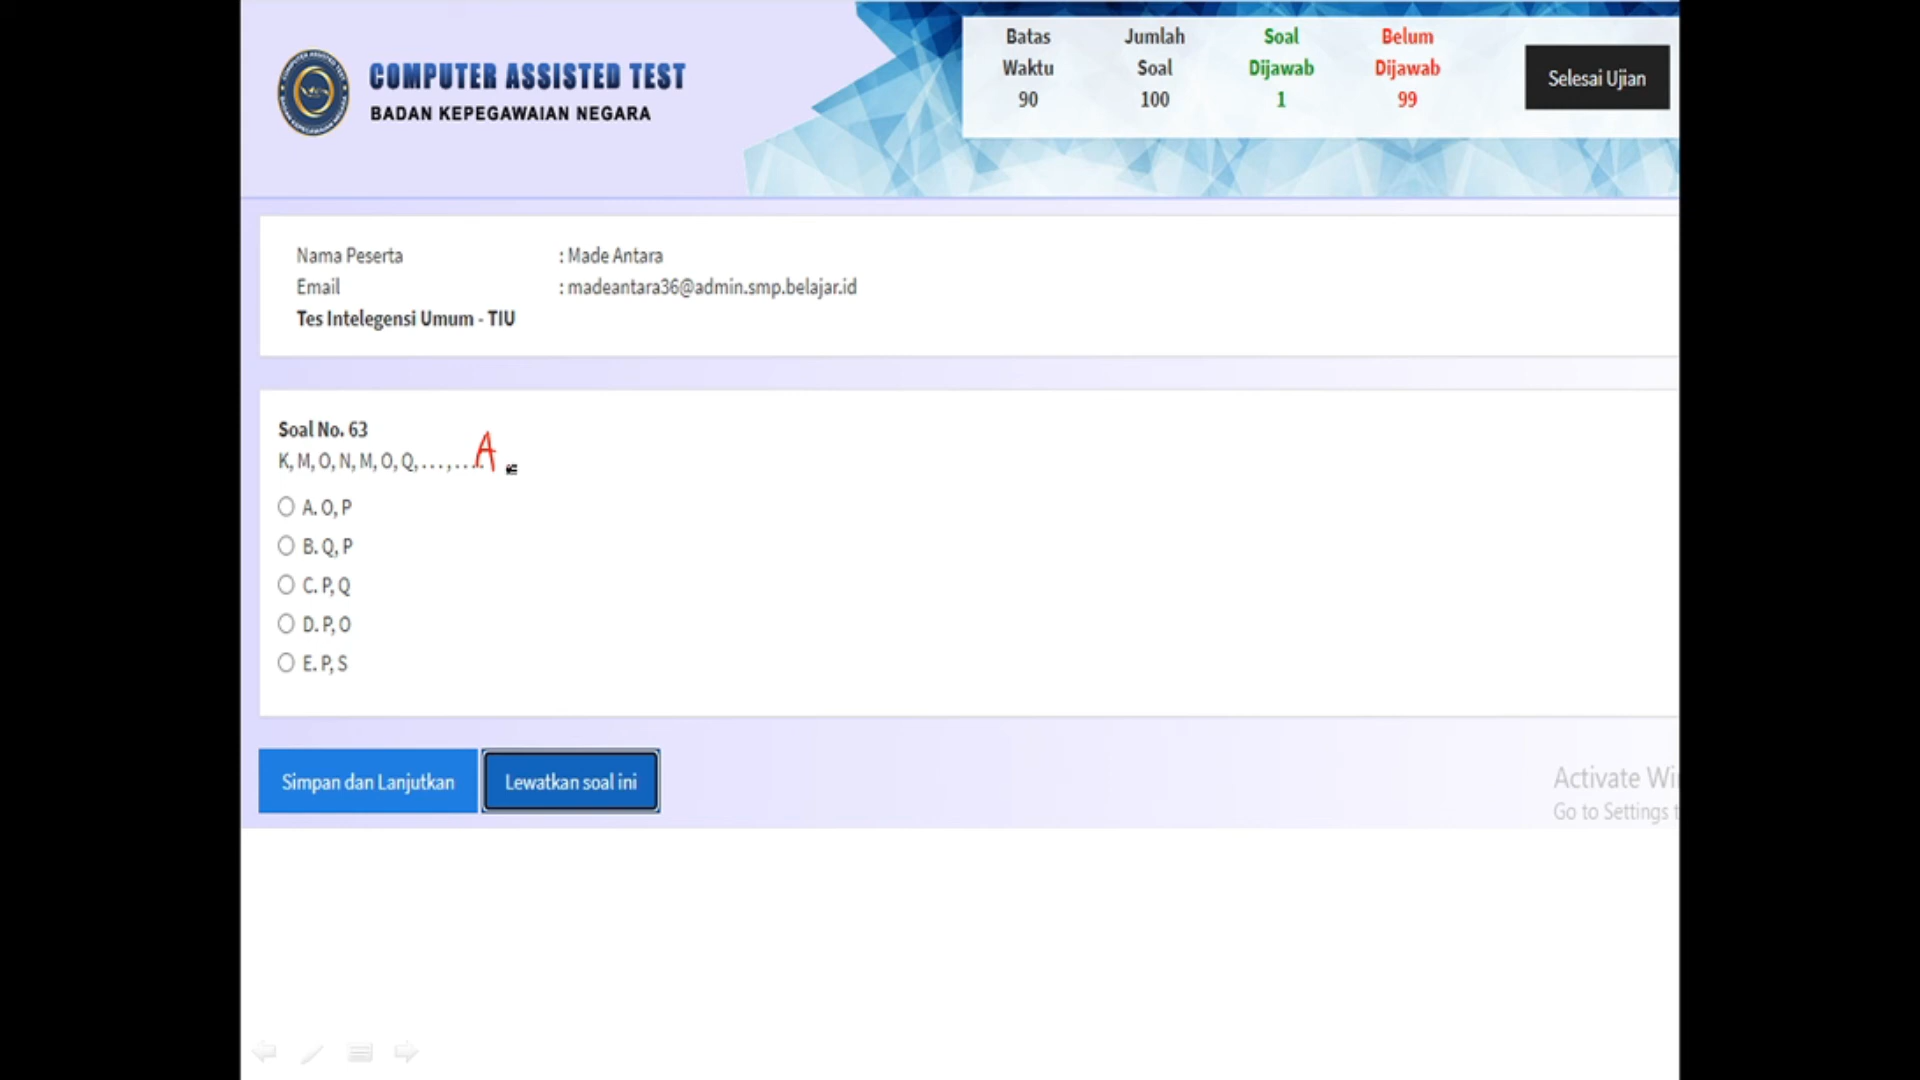 COMPUTER ASSISTED TEST
BADAN KEPEGAWAIAN NEGARA
Batas Waktu 90
Jumlah Soal 100
Soal Dijawab 1
Belum Dijawab 99
Selesai Ujian
Nama Peserta : Made Antara
Email : madeantara36@admin.smp.belajar.id
Tes Intelegensi Umum - TIU
Soal No. 63
K, M, O, N, M, O, Q, . . . , . . . . A
A. O, P
B. Q, P
C. P, Q
D. P, O
E. P, S
Simpan dan Lanjutkan
Lewatkan soal ini
Activate Wi
Go to Settings t